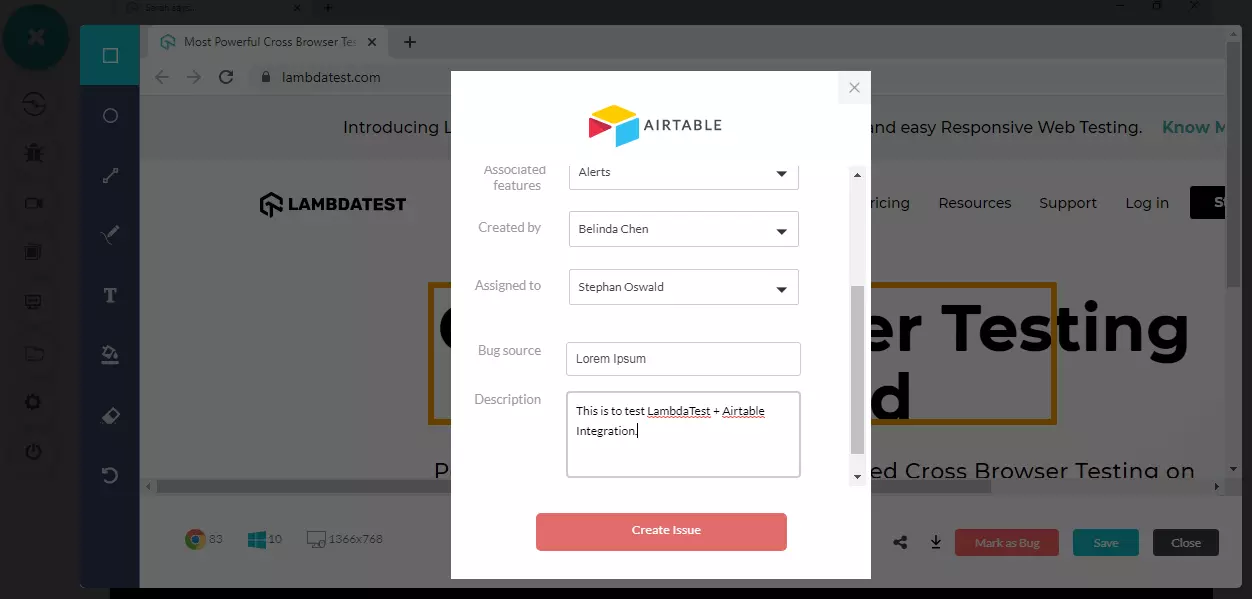 Most Powerful Cross Browser Tes
lambdatest.com
Introducing L
and easy Responsive Web Testing.
Know M
LAMBDATEST
ricing
Resources
Support
Log in
St
AIRTABLE
Associated
features
Alerts
Created by
Belinda Chen
Assigned to
Stephan Oswald
Bug source
Lorem Ipsum
Description
This is to test LambdaTest + Airtable
Integration.
Create Issue
er Testing
d
P
ed Cross Browser Testing on
T
83
10
1366x768
Mark as Bug
Save
Close